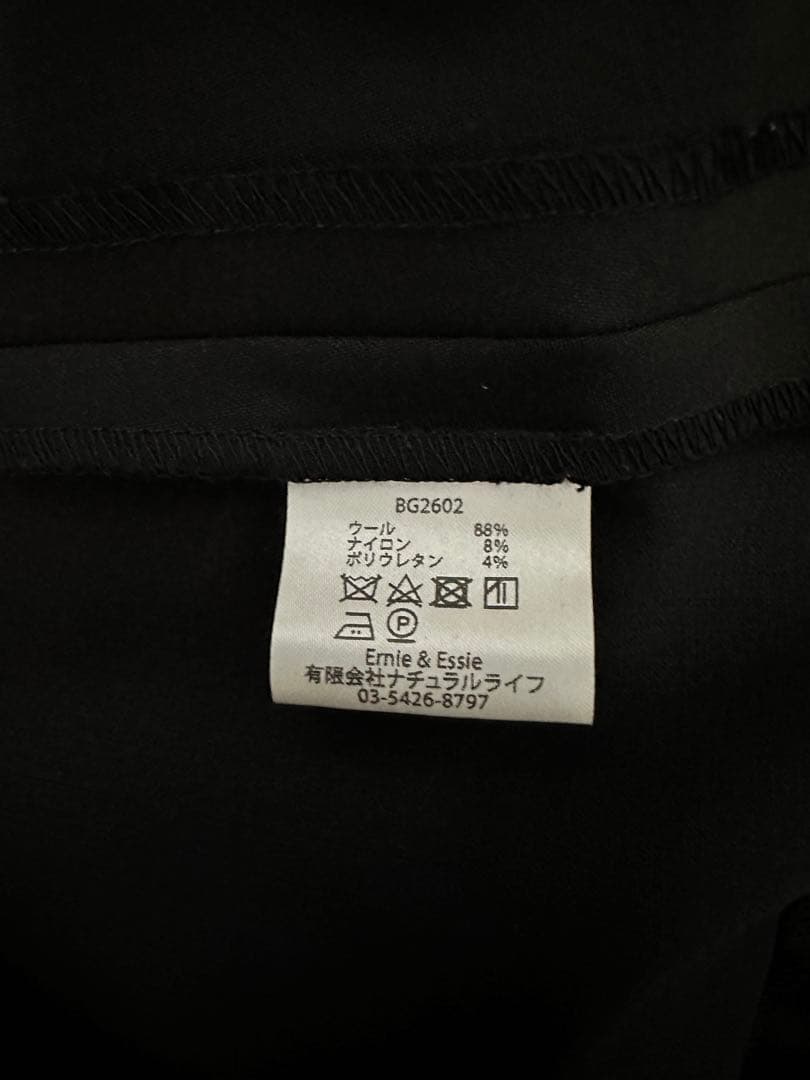 BG2602
ウール 88%
ナイロン 8%
ポリウレタン 4%
P
Ernie & Essie
有限会社ナチュラルライフ
03-5426-8797